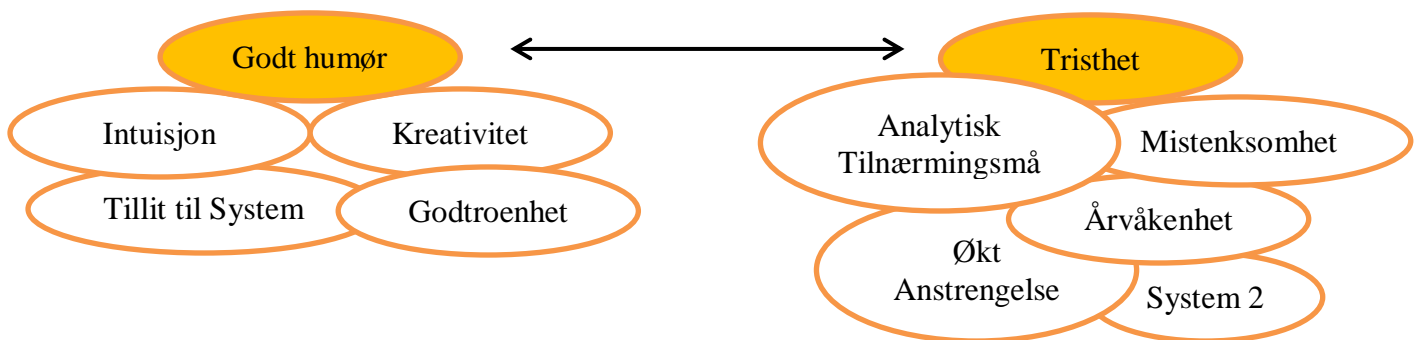 Godt humør
Intuisjon
Kreativitet
Tillit til System
Godtroenhet
Tristhet
Analytisk
Tilnærmingsmå
Mistenksomhet
Årvåkenhet
Økt
Anstrengelse
System 2